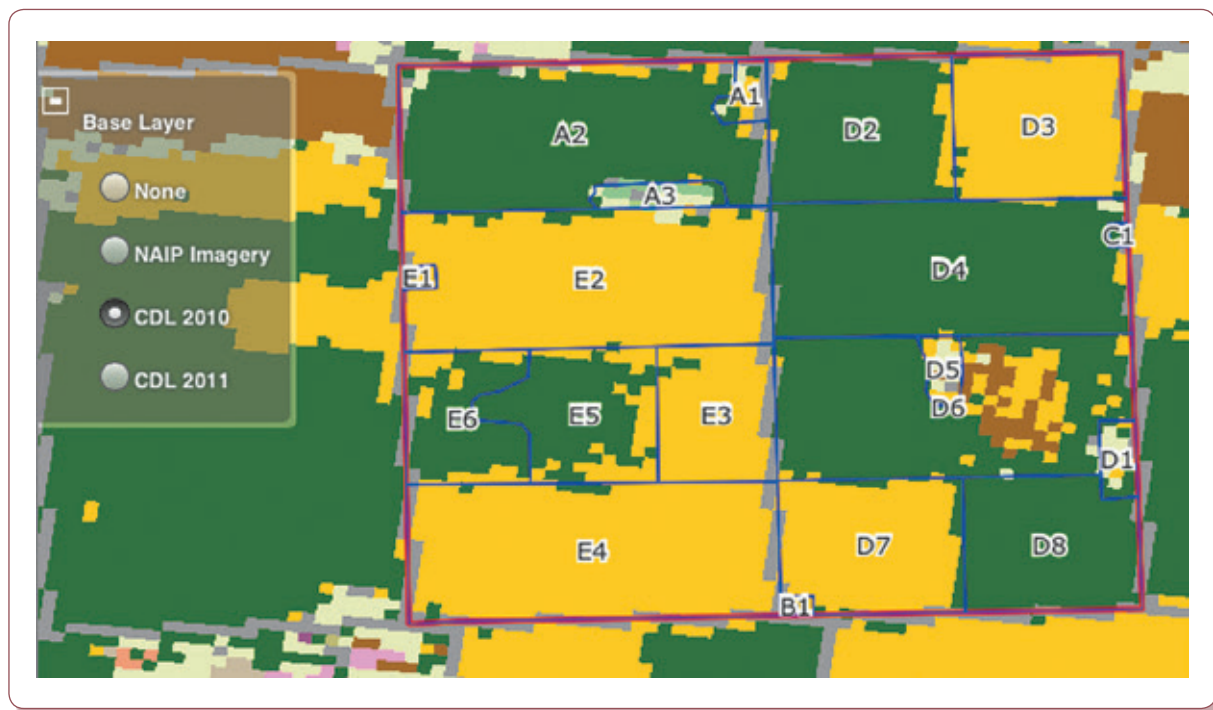 Base Layer
None
NAIP Imagery
CDL 2010
CDL 2011
A1
A2
A3
D2
D3
C1
E1
E2
D4
D5
D6
E6
E5
E3
D1
E4
D7
D8
B1